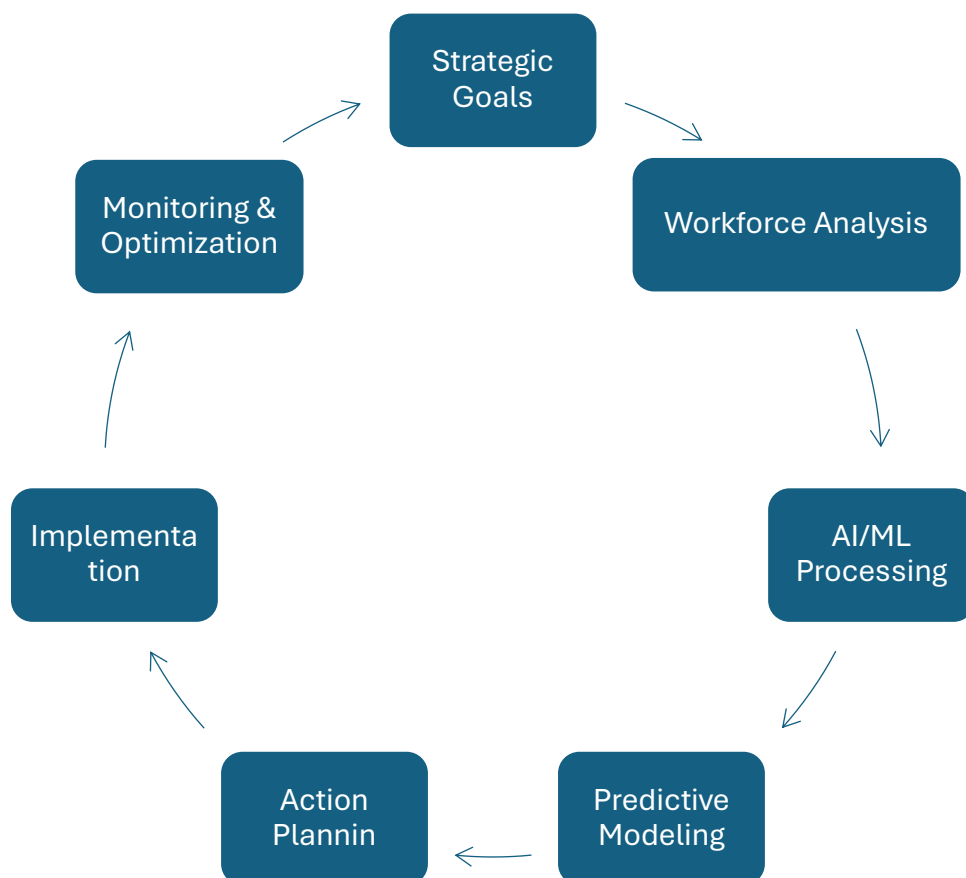 Strategic
Goals
Workforce Analysis
AI/ML
Processing
Predictive
Modeling
Action
Plannin
Implementa
tion
Monitoring &
Optimization